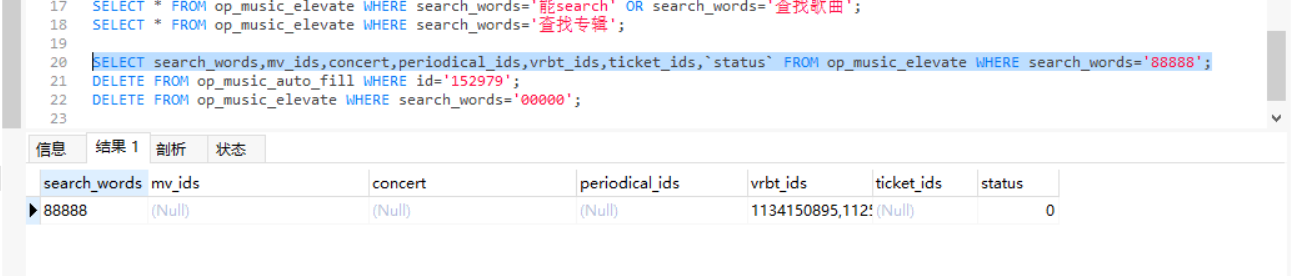 17 SELECT * FROM op_music_elevate WHERE search_words='能search' OR search_words='查找歌曲';
18 SELECT * FROM op_music_elevate WHERE search_words='查找专辑';
19
20 SELECT search_words,mv_ids,concert,periodical_ids,vrbt_ids,ticket_ids,`status` FROM op_music_elevate WHERE search_words='88888';
21 DELETE FROM op_music_auto_fill WHERE id='152979';
22 DELETE FROM op_music_elevate WHERE search_words='00000';
23
信息 结果 1 剖析 状态
search_words mv_ids concert periodical_ids vrbt_ids ticket_ids status
88888 (Null) (Null) (Null) 1134150895,112 (Null) 0